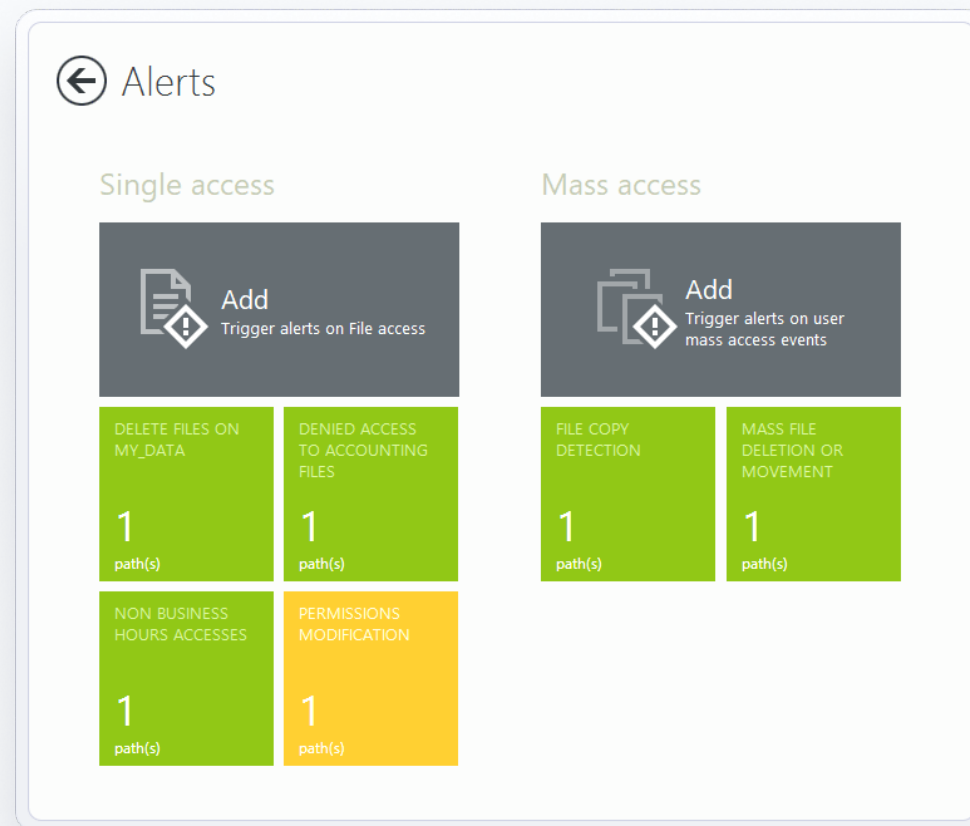 Alerts
Single access
Add
Trigger alerts on File access
DELETE FILES ON
MY_DATA
1
path(s)
DENIED ACCESS
TO ACCOUNTING
FILES
1
path(s)
NON BUSINESS
HOURS ACCESSES
1
path(s)
PERMISSIONS
MODIFICATION
1
path(s)
Mass access
Add
Trigger alerts on user
mass access events
FILE COPY
DETECTION
1
path(s)
MASS FILE
DELETION OR
MOVEMENT
1
path(s)